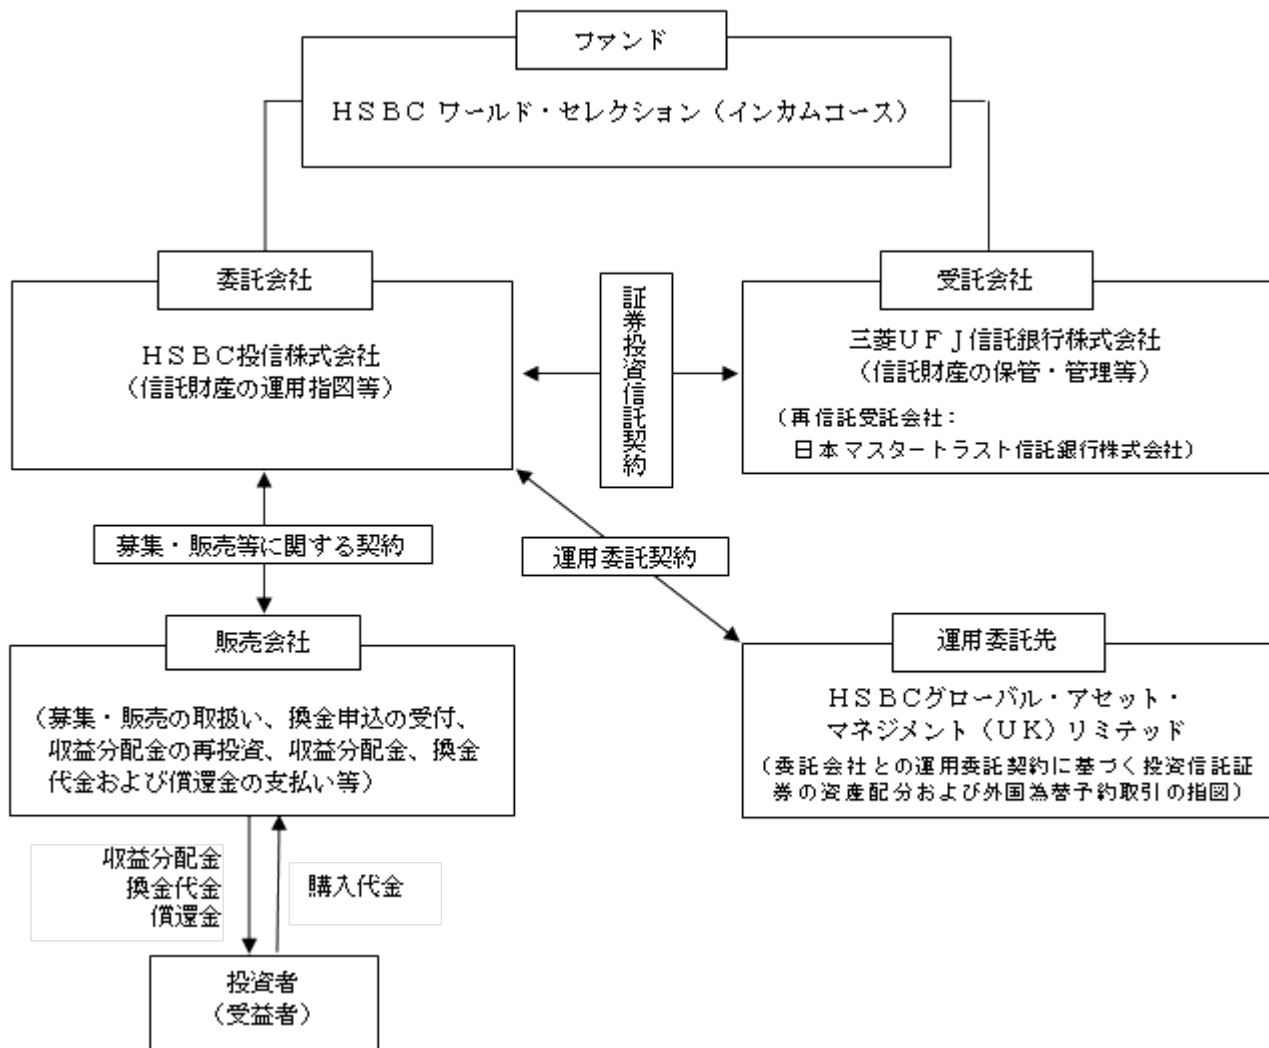 ファンド
ＨＳＢＣ ワールド・セレクション（インカムコース）
委託会社
ＨＳＢＣ投信株式会社
（信託財産の運用指図等）
証券投資信託契約
受託会社
三菱ＵＦＪ信託銀行株式会社
（信託財産の保管・管理等）
（再信託受託会社：
日本マスタートラスト信託銀行株式会社）
募集・販売等に関する契約
運用委託契約
販売会社
（募集・販売の取扱い、換金申込の受付、
収益分配金の再投資、収益分配金、換金
代金および償還金の支払い等）
運用委託先
ＨＳＢＣグローバル・アセット・
マネジメント（ＵＫ）リミテッド
（委託会社との運用委託契約に基づく投資信託証
券の資産配分および外国為替予約取引の指図）
収益分配金
換金代金
償還金
購入代金
投資者
（受益者）